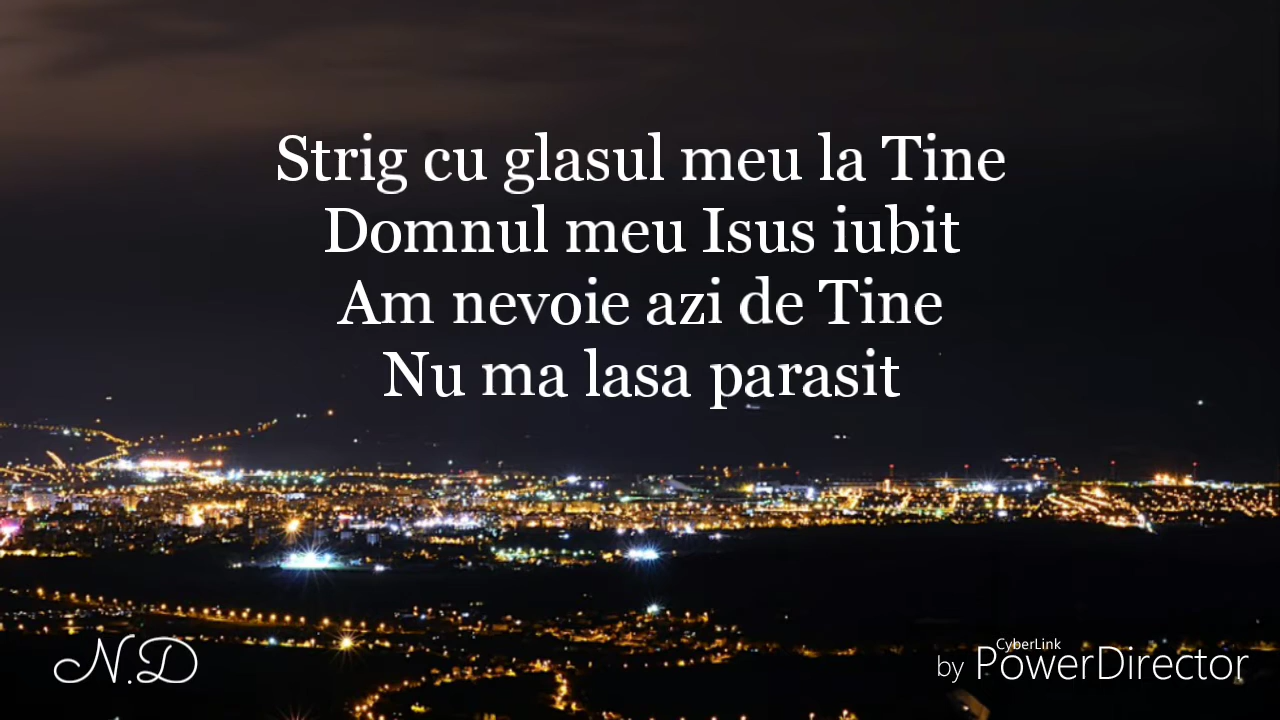 Strig cu glasul meu la Tine
Domnul meu Isus iubit
Am nevoie azi de Tine
Nu ma lasa parasit
N.D
CyberLink
by PowerDirector